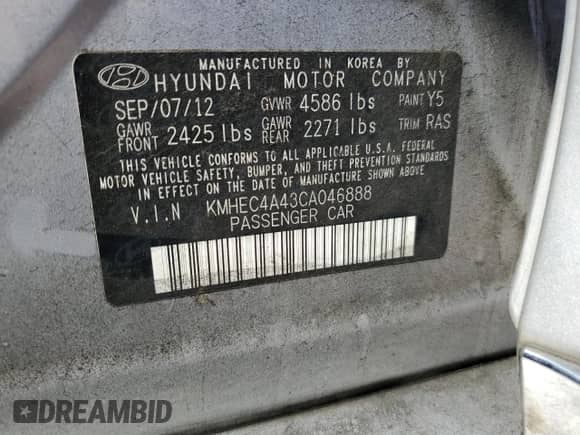 MANUFACTURED IN KOREA BY
HYUNDAI MOTOR COMPANY
SEP/07/12 GVWR 4586 lbs PAINT Y5
GAWR FRONT 2425 lbs GAWR REAR 2271 lbs TRIM RAS
THIS VEHICLE CONFORMS TO ALL APPLICABLE U.S.A. FEDERAL
MOTOR VEHICLE SAFETY, BUMPER, AND THEFT PREVENTION STANDARDS
IN EFFECT ON THE DATE OF MANUFACTURE SHOWN ABOVE.
V.I.N KMHEC4A43CA046888
PASSENGER CAR
DREAMBID